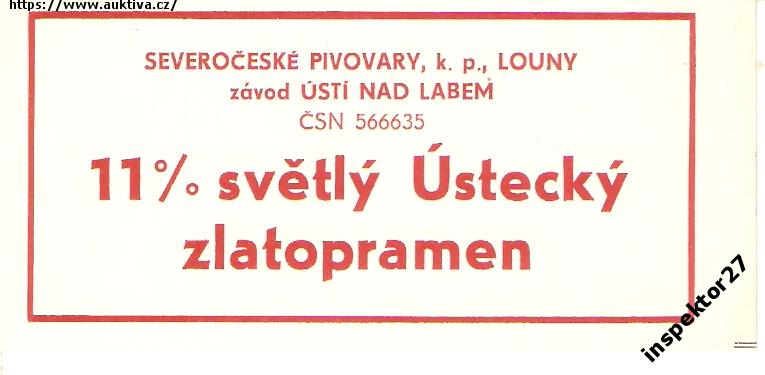 https://www.auktiva.cz/
SEVEROČESKÉ PIVOVARY, k. p., LOUNY
závod ÚSTÍ NAD LABEM
ČSN 566635
11% světlý Ústecký
zlatopramen
inspektor27